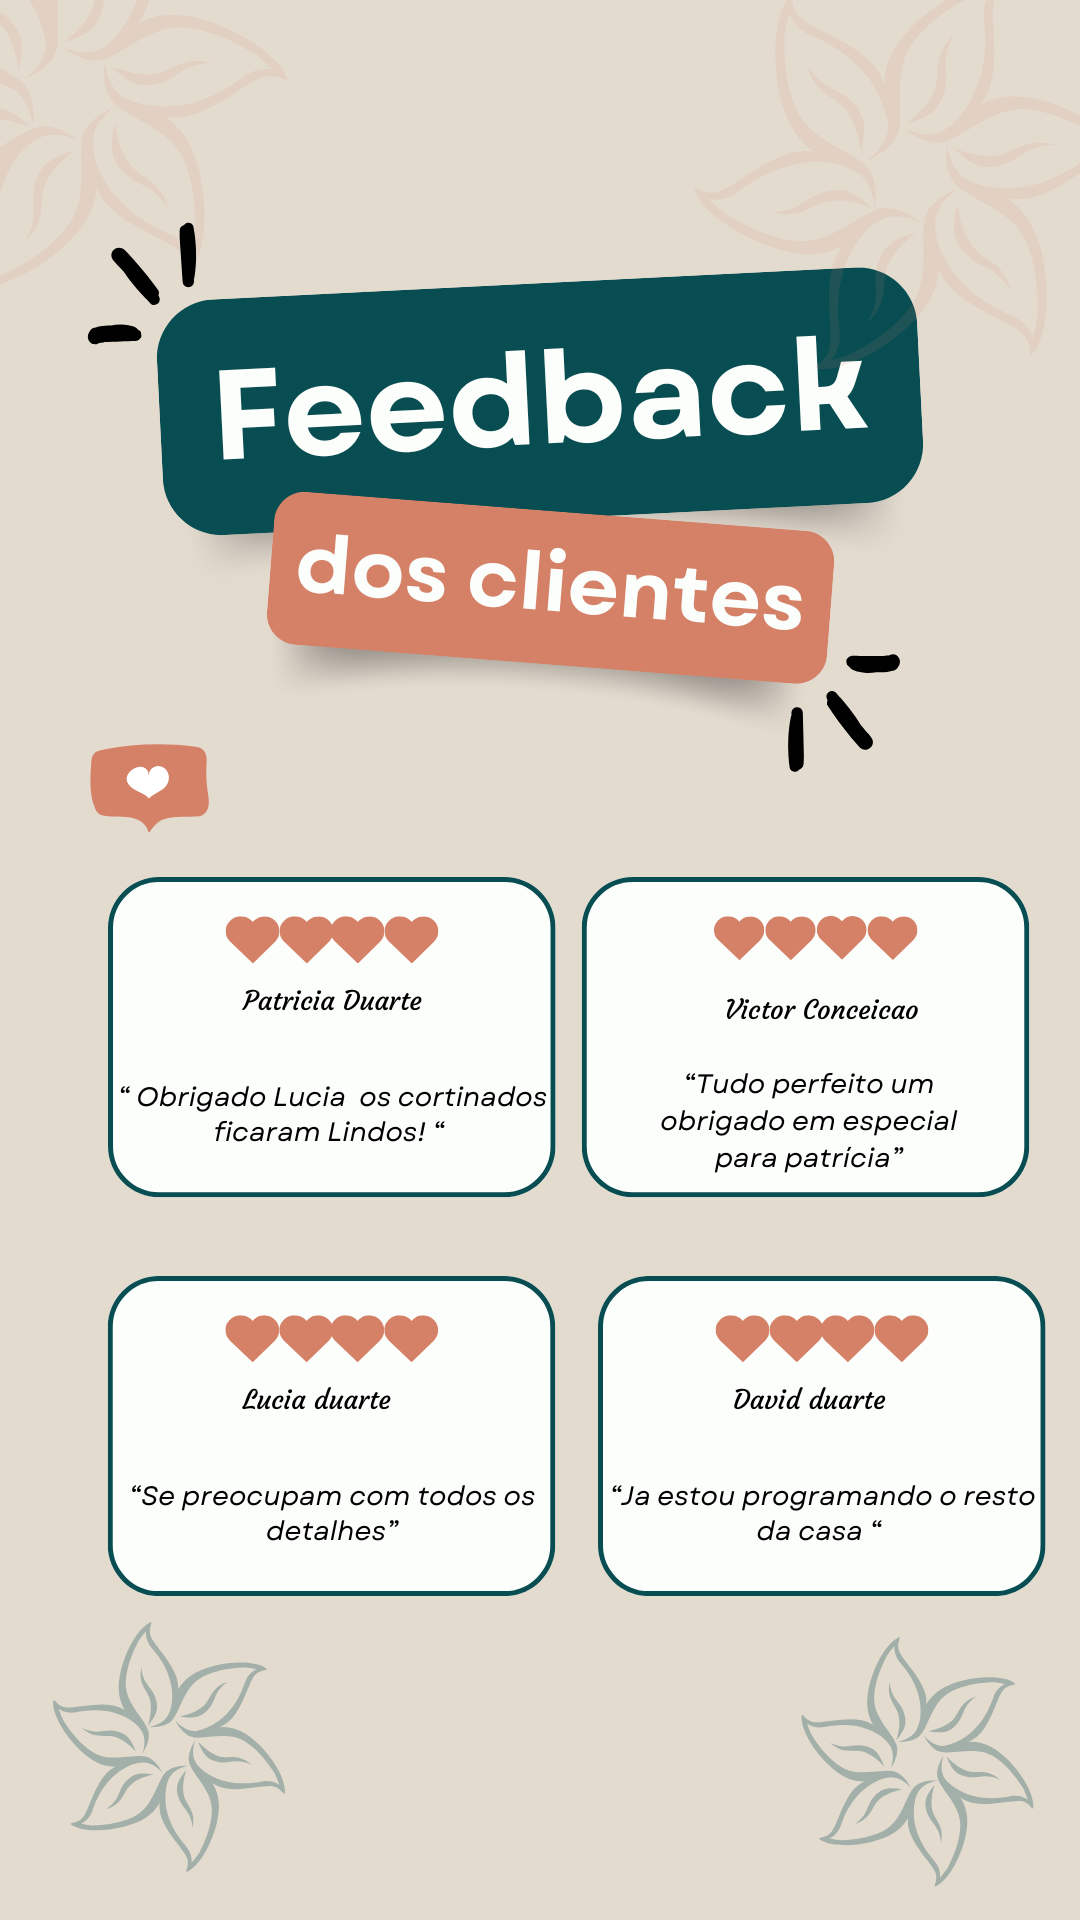 Feedback
dos clientes
Patricia Duarte
“ Obrigado Lucia  os cortinados
ficaram Lindos! “
Victor Conceicao
“Tudo perfeito um
obrigado em especial
para patrícia”
Lucia duarte
“Se preocupam com todos os
detalhes”
David duarte
“Ja estou programando o resto
da casa “